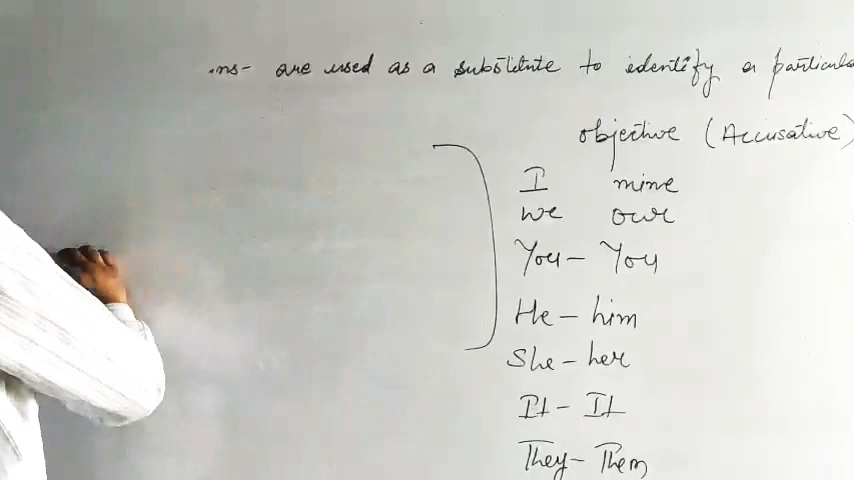 ns- are used as a substitute to identify a particula
objective (Accusative)
I mine
we our
You - You
He - him
She - her
It - It
They - Them